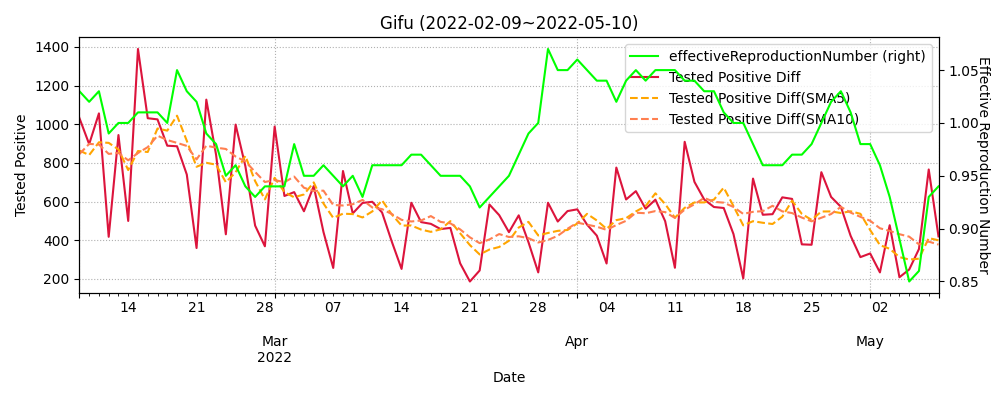 Gifu (2022-02-09~2022-05-10)
effectiveReproductionNumber (right)
Tested Positive Diff
Tested Positive Diff(SMA5)
Tested Positive Diff(SMA10)
Tested Positive
1400
1200
1000
800
600
400
200
Effective Reproduction Number
1.05
1.00
0.95
0.90
0.85
14 21 28 07 14 21 28 04 11 18 25 02
Mar Apr May
2022
Date